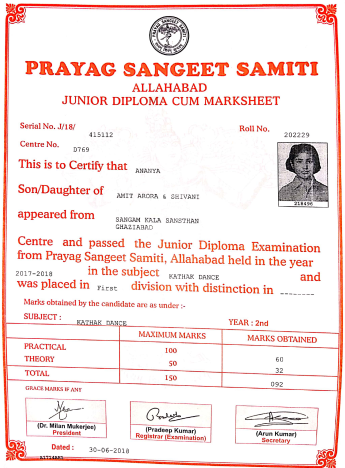 PRAYAG SANGEET SAMITI
ALLAHABAD
JUNIOR DIPLOMA CUM MARKSHEET
Serial No. J/18/ 415112
Roll No. 202229
Centre No. D769
This is to Certify that ANANYA
Son/Daughter of AMIT ARORA & SHIVANI
218496
appeared from SANGAM KALA SANSTHAN
GHAZIABAD
Centre and passed the Junior Diploma Examination
from Prayag Sangeet Samiti, Allahabad held in the year
2017-2018 in the subject KATHAK DANCE and
was placed in First division with distinction in --------
Marks obtained by the candidate are as under :-
SUBJECT : KATHAK DANCE YEAR : 2nd
MAXIMUM MARKS MARKS OBTAINED
PRACTICAL 100 60
THEORY 50 32
TOTAL 150 092
GRACE MARKS IF ANY
(Dr. Milan Mukerjee) (Pradeep Kumar) (Arun Kumar)
President Registrar (Examination) Secretary
Dated : 30-06-2018